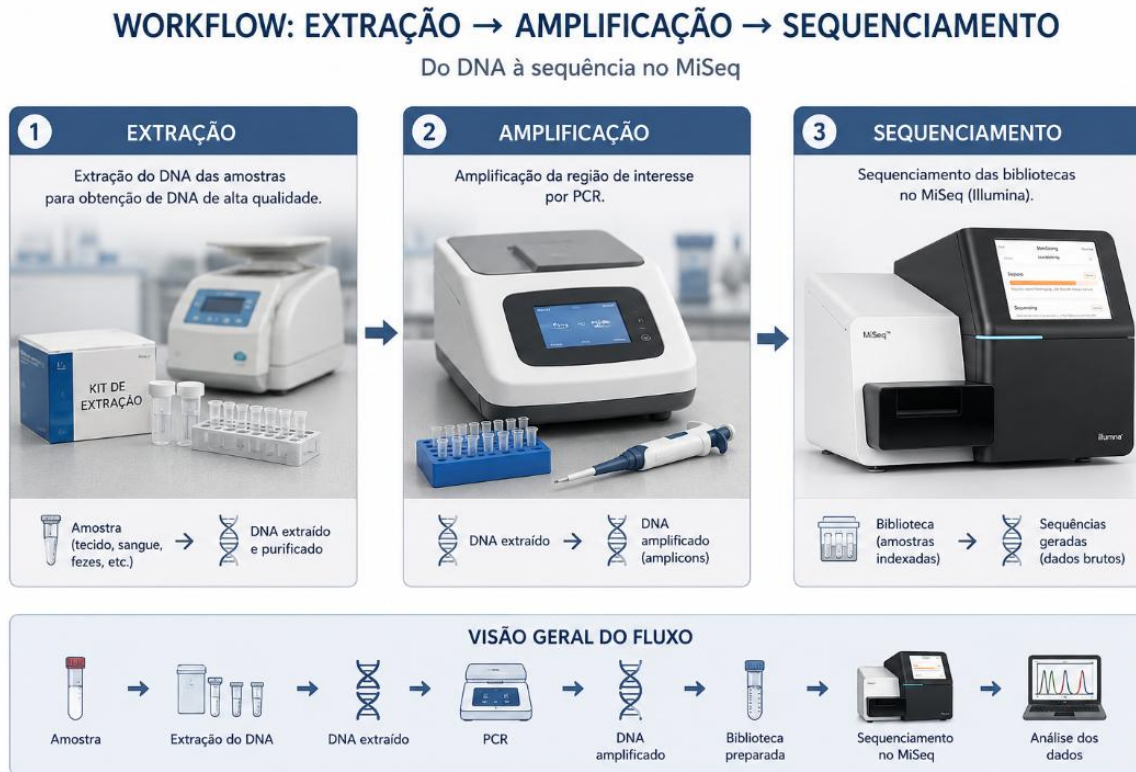 WORKFLOW: EXTRAÇÃO → AMPLIFICAÇÃO → SEQUENCIAMENTO
Do DNA à sequência no MiSeq
1 EXTRAÇÃO
Extração do DNA das amostras
para obtenção de DNA de alta qualidade.
KIT DE
EXTRAÇÃO
Amostra
(tecido, sangue,
fezes, etc.)
→
DNA extraído
e purificado
2 AMPLIFICAÇÃO
Amplificação da região de interesse
por PCR.
DNA extraído →
DNA
amplificado
(amplicons)
3 SEQUENCIAMENTO
Sequenciamento das bibliotecas
no MiSeq (Illumina).
MiSeq™
Sequencing
illumina
Biblioteca
(amostras
indexadas)
→
Sequências
geradas
(dados brutos)
VISÃO GERAL DO FLUXO
Amostra
Extração do DNA
DNA extraído
PCR
DNA
amplificado
Biblioteca
preparada
Sequenciamento
no MiSeq
Análise dos
dados